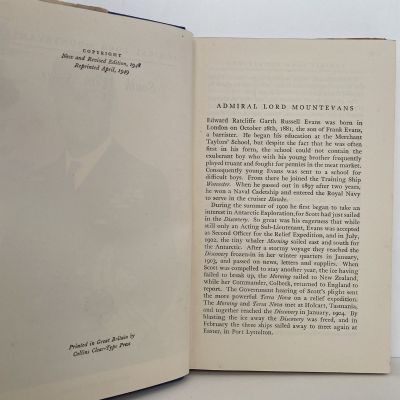 COPYRIGHT
New and Revised Edition, 1948
Reprinted April, 1949
Printed in Great Britain by
Collins Clear-Type Press
ADMIRAL LORD MOUNTEVANS
Edward Ratcliffe Garth Russell Evans was born in
London on October 28th, 1881, the son of Frank Evans,
a barrister. He began his education at the Merchant
Taylors' School, but despite the fact that he was often
first in his form, the school could not contain the
exuberant boy who with his young brother frequently
played truant and fought for pennies in the meat market.
Consequently young Evans was sent to a school for
difficult boys. From there he joined the Training Ship
Worcester. When he passed out in 1897 after two years,
he won a Naval Cadetship and entered the Royal Navy
to serve in the cruiser Hawke.
During the summer of 1900 he first began to take an
interest in Antarctic Exploration, for Scott had just sailed
in the Discovery. So great was his eagerness that while
still only an Acting Sub-Lieutenant, Evans was accepted
as Second Officer for the Relief Expedition, and in July,
1902, the tiny whaler Morning sailed east and south for
the Antarctic. After a stormy voyage they reached the
Discovery frozen-in in her winter quarters in January,
1903, and passed on news, letters and supplies. When
Scott was compelled to stay another year, the ice having
failed to break up, the Morning sailed to New Zealand,
while her Commander, Colbeck, returned to England to
report. The Government hearing of Scott's plight sent
the more powerful Terra Nova on a relief expedition.
The Morning and Terra Nova met at Hobart, Tasmania,
and together reached the Discovery in January, 1904. By
blasting the ice away the Discovery was freed, and in
February the three ships sailed to meet again at
Easter, in Port Lyttelton.